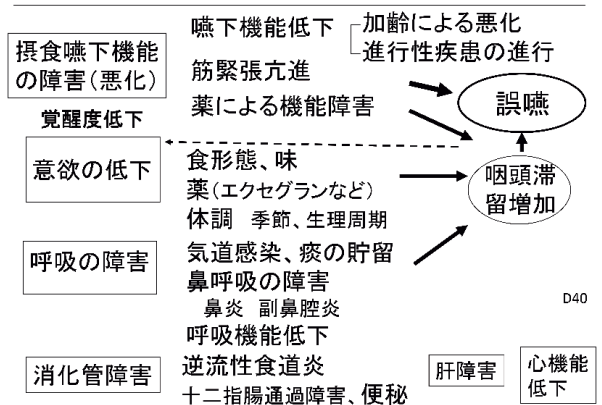 嚥下機能低下
加齢による悪化
進行性疾患の進行
摂食嚥下機能
の障害（悪化）
筋緊張亢進
薬による機能障害
誤嚥
覚醒度低下
意欲の低下
食形態、味
薬（エクセグランなど）
体調 季節、生理周期
咽頭滞
留増加
呼吸の障害
気道感染、痰の貯留
鼻呼吸の障害
鼻炎 副鼻腔炎
呼吸機能低下
D40
消化管障害
逆流性食道炎
十二指腸通過障害、便秘
肝障害
心機能
低下